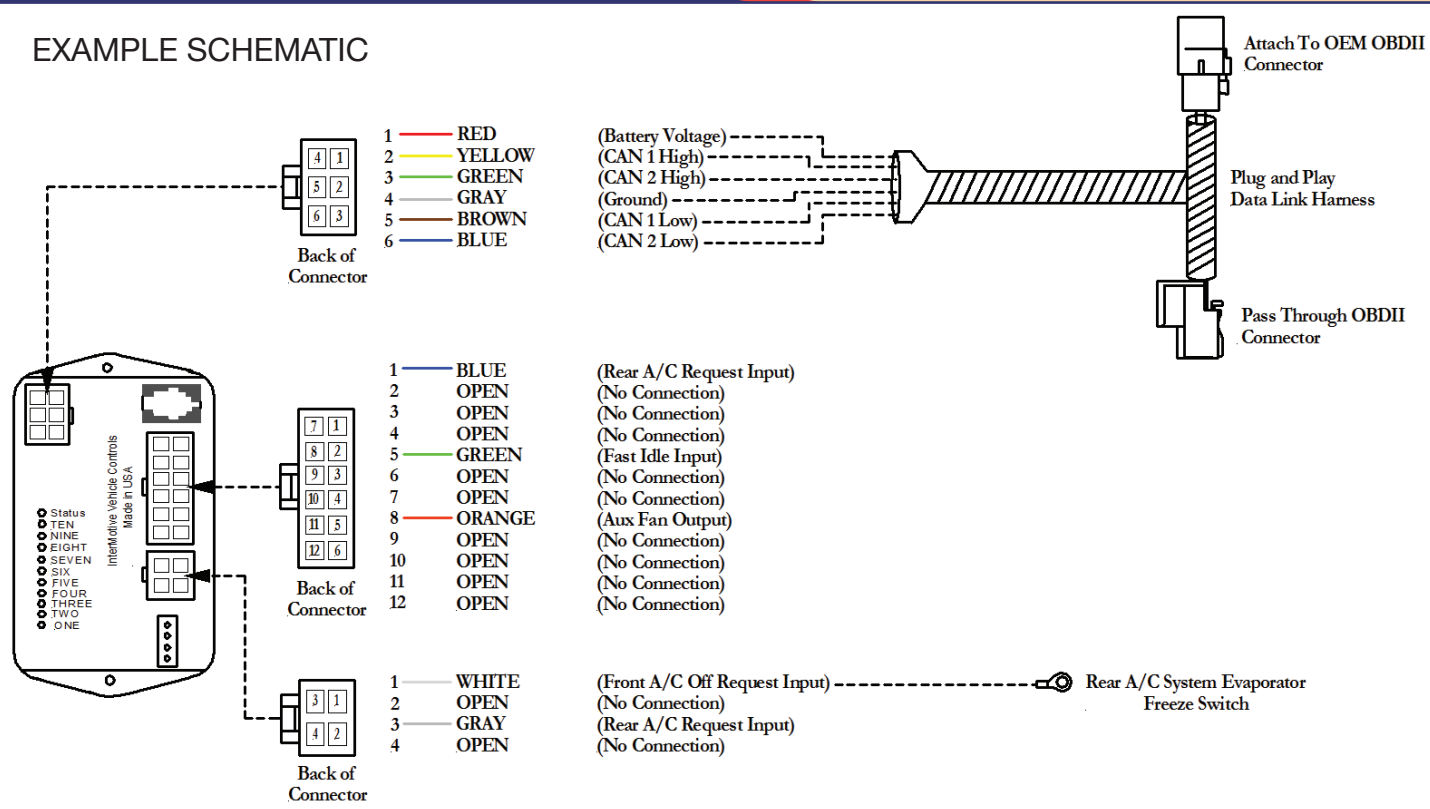 EXAMPLE SCHEMATIC
Attach To OEM OBDII
Connector
4 1
5 2
6 3
Back of
Connector
1 RED (Battery Voltage)
2 YELLOW (CAN 1 High)
3 GREEN (CAN 2 High)
4 GRAY (Ground)
5 BROWN (CAN 1 Low)
6 BLUE (CAN 2 Low)
Plug and Play
Data Link Harness
Pass Through OBDII
Connector
InterMotive Vehicle Controls
Made in USA
Status
TEN
NINE
EIGHT
SEVEN
SIX
FIVE
FOUR
THREE
TWO
ONE
7 1
8 2
9 3
10 4
11 5
12 6
Back of
Connector
1 BLUE (Rear A/C Request Input)
2 OPEN (No Connection)
3 OPEN (No Connection)
4 OPEN (No Connection)
5 GREEN (Fast Idle Input)
6 OPEN (No Connection)
7 OPEN (No Connection)
8 ORANGE (Aux Fan Output)
9 OPEN (No Connection)
10 OPEN (No Connection)
11 OPEN (No Connection)
12 OPEN (No Connection)
3 1
4 2
Back of
Connector
1 WHITE (Front A/C Off Request Input)
2 OPEN (No Connection)
3 GRAY (Rear A/C Request Input)
4 OPEN (No Connection)
Rear A/C System Evaporator
Freeze Switch